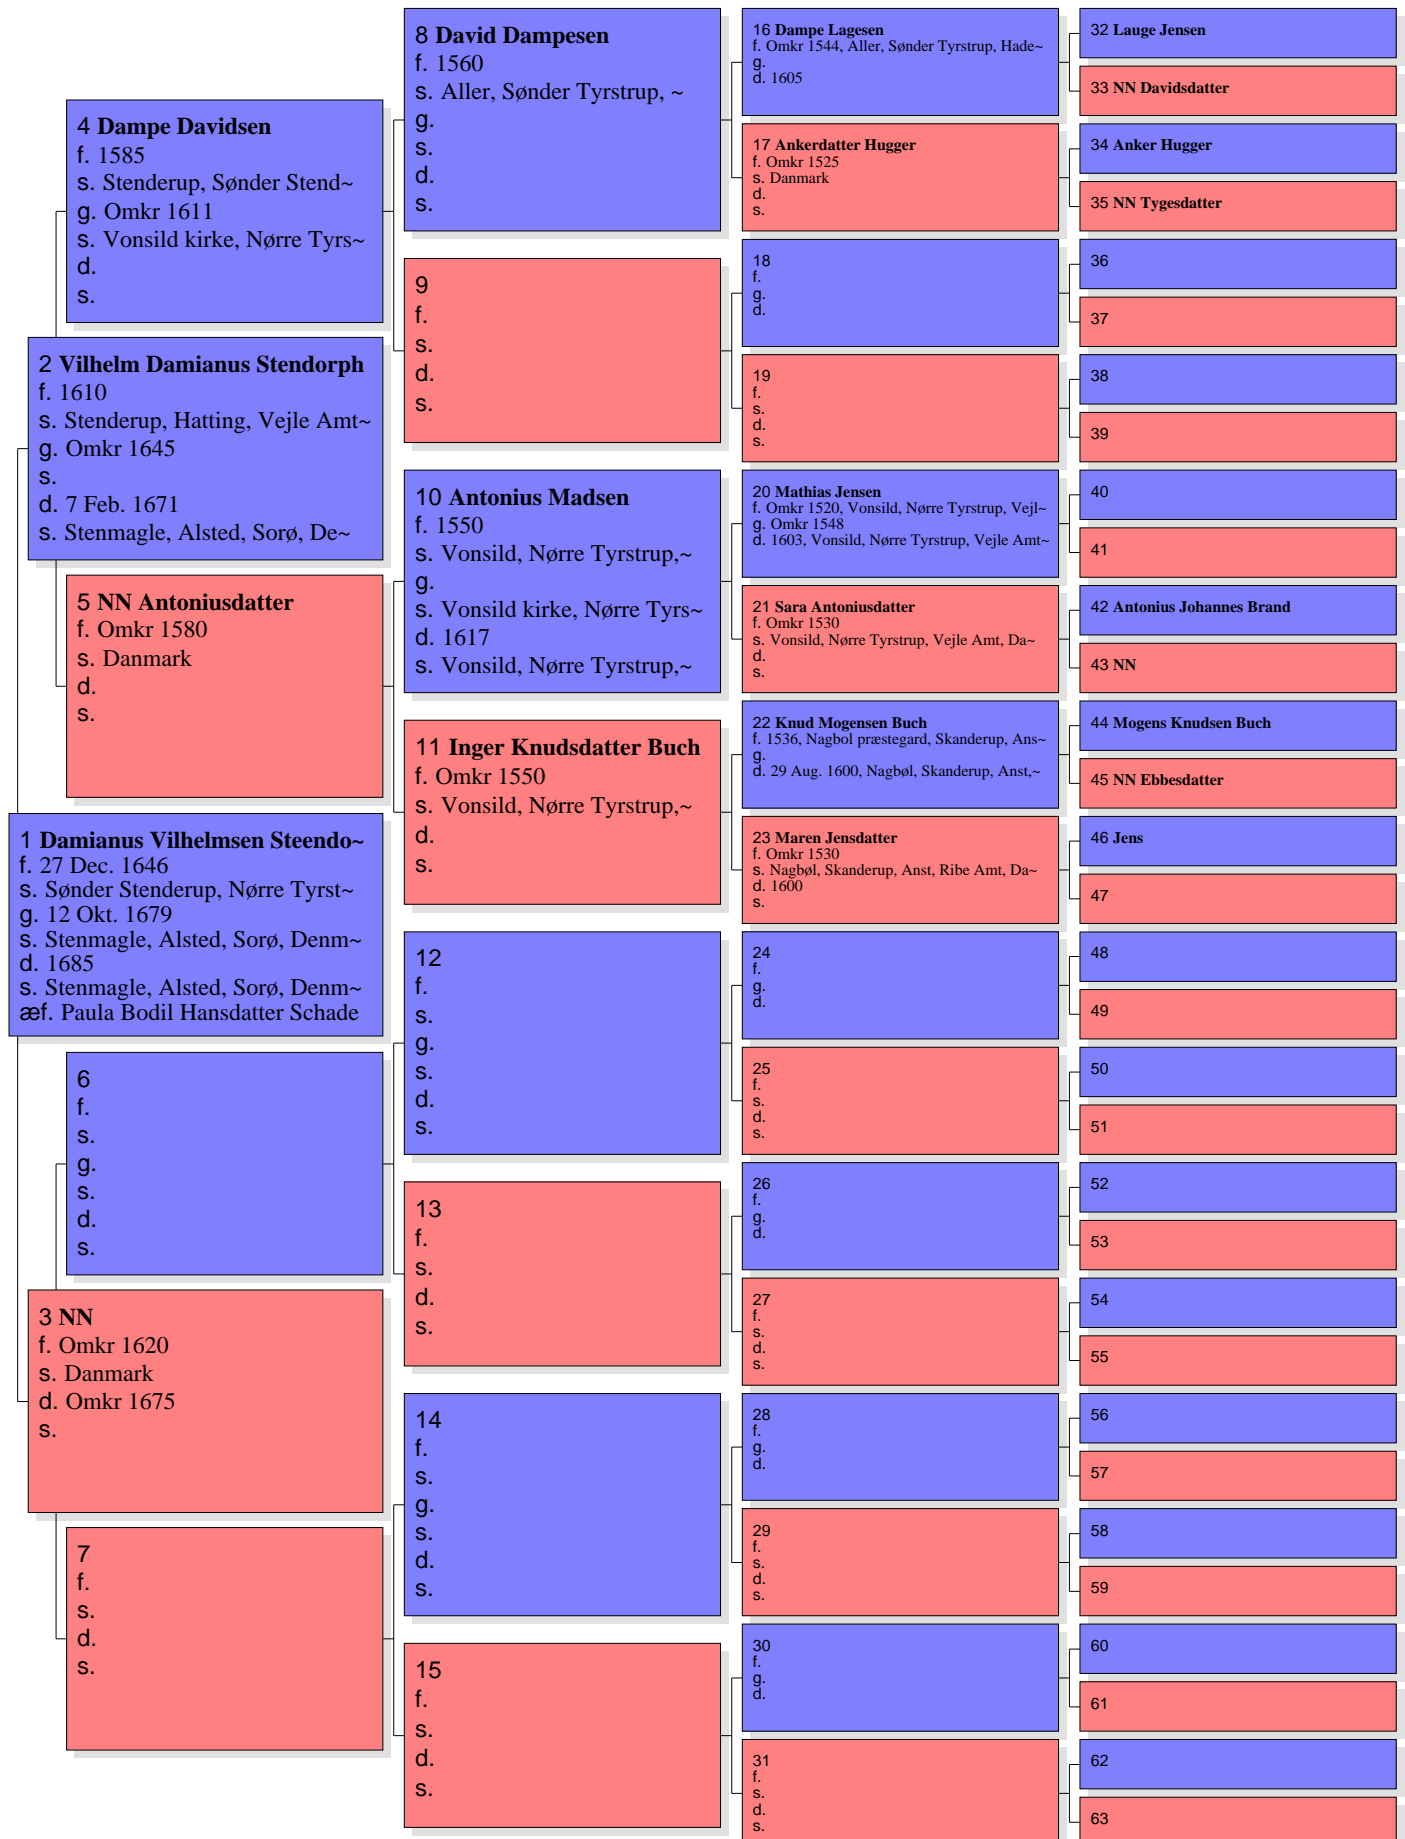 1 Damianus Vilhelmsen Steendo~
f. 27 Dec. 1646
s. Sønder Stenderup, Nørre Tyrst~
g. 12 Okt. 1679
s. Stenmagle, Alsted, Sorø, Denm~
d. 1685
s. Stenmagle, Alsted, Sorø, Denm~
æf. Paula Bodil Hansdatter Schade
2 Vilhelm Damianus Stendorph
f. 1610
s. Stenderup, Hatting, Vejle Amt~
g. Omkr 1645
s.
d. 7 Feb. 1671
s. Stenmagle, Alsted, Sorø, De~
3 NN
f. Omkr 1620
s. Danmark
d. Omkr 1675
s.
4 Dampe Davidsen
f. 1585
s. Stenderup, Sønder Stend~
g. Omkr 1611
s. Vonsild kirke, Nørre Tyrs~
d.
s.
5 NN Antoniusdatter
f. Omkr 1580
s. Danmark
d.
s.
6
f.
s.
g.
s.
d.
s.
7
f.
s.
d.
s.
8 David Dampesen
f. 1560
s. Aller, Sønder Tyrstrup, ~
g.
s.
d.
s.
9
f.
s.
d.
s.
10 Antonius Madsen
f. 1550
s. Vonsild, Nørre Tyrstrup,~
g.
s. Vonsild kirke, Nørre Tyrs~
d. 1617
s. Vonsild, Nørre Tyrstrup,~
11 Inger Knudsdatter Buch
f. Omkr 1550
s. Vonsild, Nørre Tyrstrup,~
d.
s.
12
f.
s.
g.
s.
d.
s.
13
f.
s.
d.
s.
14
f.
s.
g.
s.
d.
s.
15
f.
s.
d.
s.
16 Dampe Lagesen
f. Omkr 1544, Aller, Sønder Tyrstrup, Hade~
g.
d. 1605
17 Ankerdatter Hugger
f. Omkr 1525
s. Danmark
d.
s.
18
f.
g.
d.
19
f.
s.
d.
s.
20 Mathias Jensen
f. Omkr 1520, Vonsild, Nørre Tyrstrup, Vejl~
g. Omkr 1548
d. 1603, Vonsild, Nørre Tyrstrup, Vejle Amt~
21 Sara Antoniusdatter
f. Omkr 1530
s. Vonsild, Nørre Tyrstrup, Vejle Amt, Da~
d.
s.
22 Knud Mogensen Buch
f. 1536, Nagbol præstegard, Skanderup, Ans~
g.
d. 29 Aug. 1600, Nagbøl, Skanderup, Anst,~
23 Maren Jensdatter
f. Omkr 1530
s. Nagbøl, Skanderup, Anst, Ribe Amt, Da~
d. 1600
s.
24
f.
g.
d.
25
f.
s.
d.
s.
26
f.
g.
d.
27
f.
s.
d.
s.
28
f.
g.
d.
29
f.
s.
d.
s.
30
f.
g.
d.
31
f.
s.
d.
s.
32 Lauge Jensen
33 NN Davidsdatter
34 Anker Hugger
35 NN Tygesdatter
36
37
38
39
40
41
42 Antonius Johannes Brand
43 NN
44 Mogens Knudsen Buch
45 NN Ebbesdatter
46 Jens
47
48
49
50
51
52
53
54
55
56
57
58
59
60
61
62
63